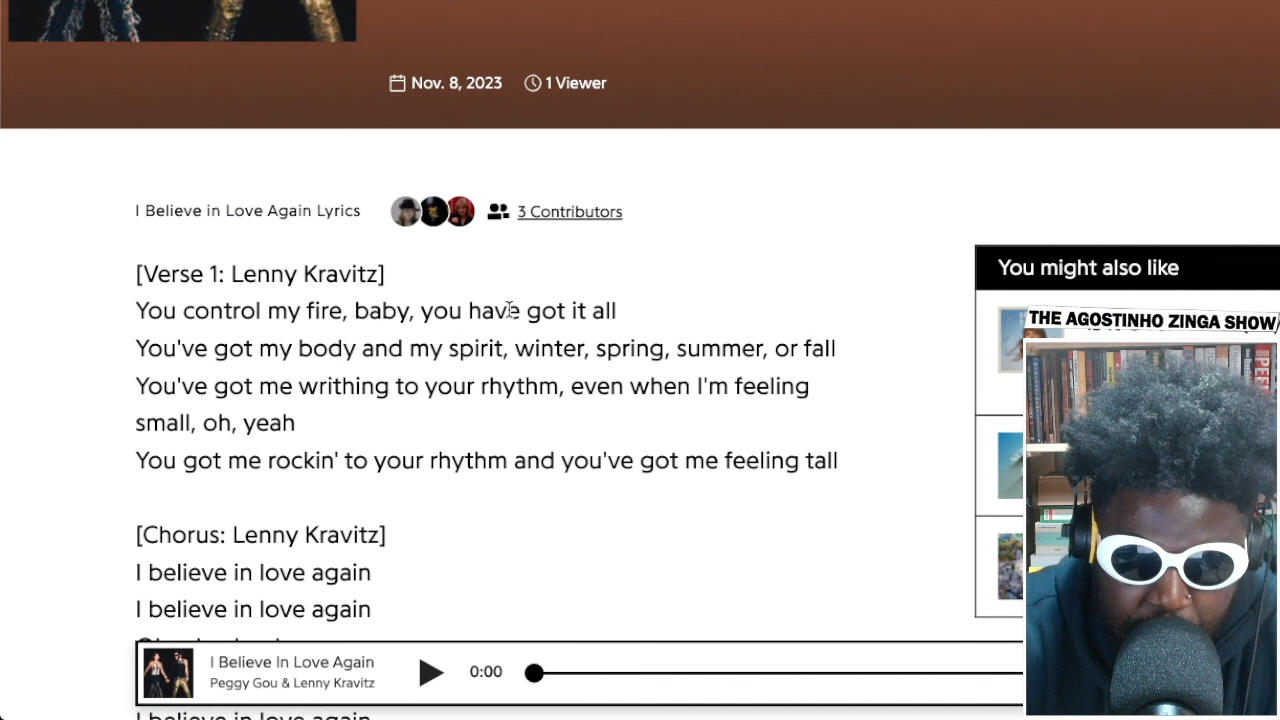 Nov. 8, 2023
1 Viewer
I Believe in Love Again Lyrics
3 Contributors
[Verse 1: Lenny Kravitz]
You control my fire, baby, you have got it all
You've got my body and my spirit, winter, spring, summer, or fall
You've got me writhing to your rhythm, even when I'm feeling
small, oh, yeah
You got me rockin' to your rhythm and you've got me feeling tall
[Chorus: Lenny Kravitz]
I believe in love again
I believe in love again
I believe in love again
You might also like
THE AGOSTINHO ZINGA SHOW
I Believe In Love Again
Peggy Gou & Lenny Kravitz
0:00